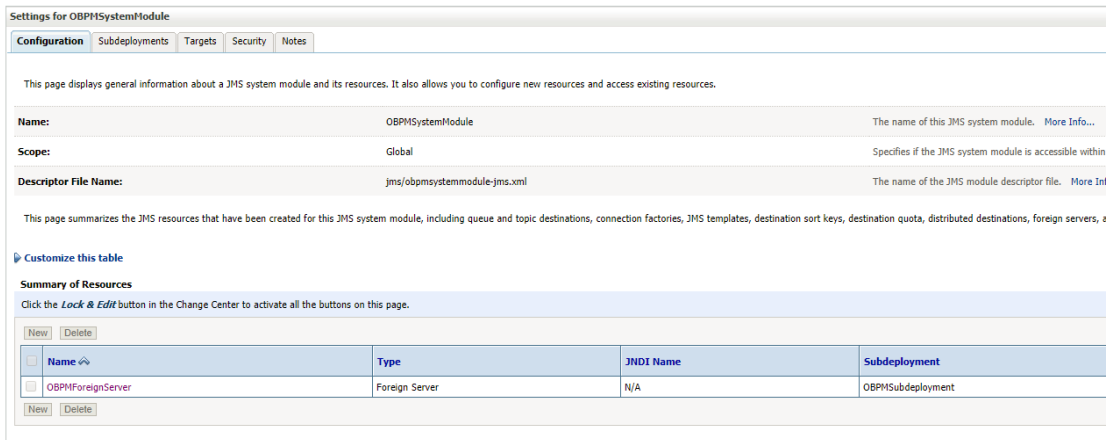 Settings for OBPMSystemModule
Configuration Subdeployments Targets Security Notes
This page displays general information about a JMS system module and its resources. It also allows you to configure new resources and access existing resources.
Name: OBPMSystemModule The name of this JMS system module. More Info...
Scope: Global Specifies if the JMS system module is accessible within
Descriptor File Name: jms/obpmsystemmodule-jms.xml The name of the JMS module descriptor file. More Inf
This page summarizes the JMS resources that have been created for this JMS system module, including queue and topic destinations, connection factories, JMS templates, destination sort keys, destination quota, distributed destinations, foreign servers, a
Customize this table
Summary of Resources
Click the Lock & Edit button in the Change Center to activate all the buttons on this page.
New Delete
Name Type JNDI Name Subdeployment
OBPMForeignServer Foreign Server N/A OBPMSubdeployment
New Delete